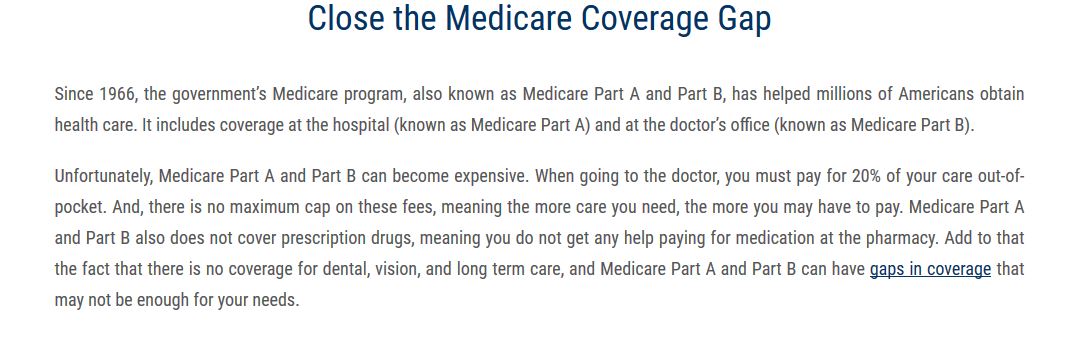 Close the Medicare Coverage Gap
Since 1966, the government’s Medicare program, also known as Medicare Part A and Part B, has helped millions of Americans obtain
health care. It includes coverage at the hospital (known as Medicare Part A) and at the doctor’s office (known as Medicare Part B).
Unfortunately, Medicare Part A and Part B can become expensive. When going to the doctor, you must pay for 20% of your care out-of-
pocket. And, there is no maximum cap on these fees, meaning the more care you need, the more you may have to pay. Medicare Part A
and Part B also does not cover prescription drugs, meaning you do not get any help paying for medication at the pharmacy. Add to that
the fact that there is no coverage for dental, vision, and long term care, and Medicare Part A and Part B can have gaps in coverage that
may not be enough for your needs.